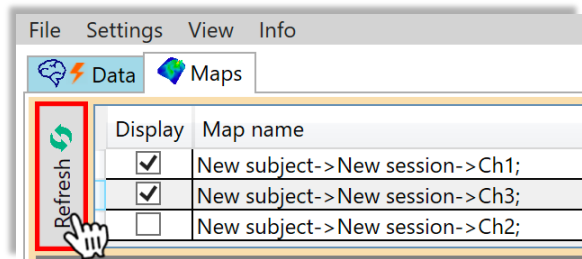 File Settings View Info
Data Maps
Refresh
Display Map name
New subject->New session->Ch1;
New subject->New session->Ch3;
New subject->New session->Ch2;